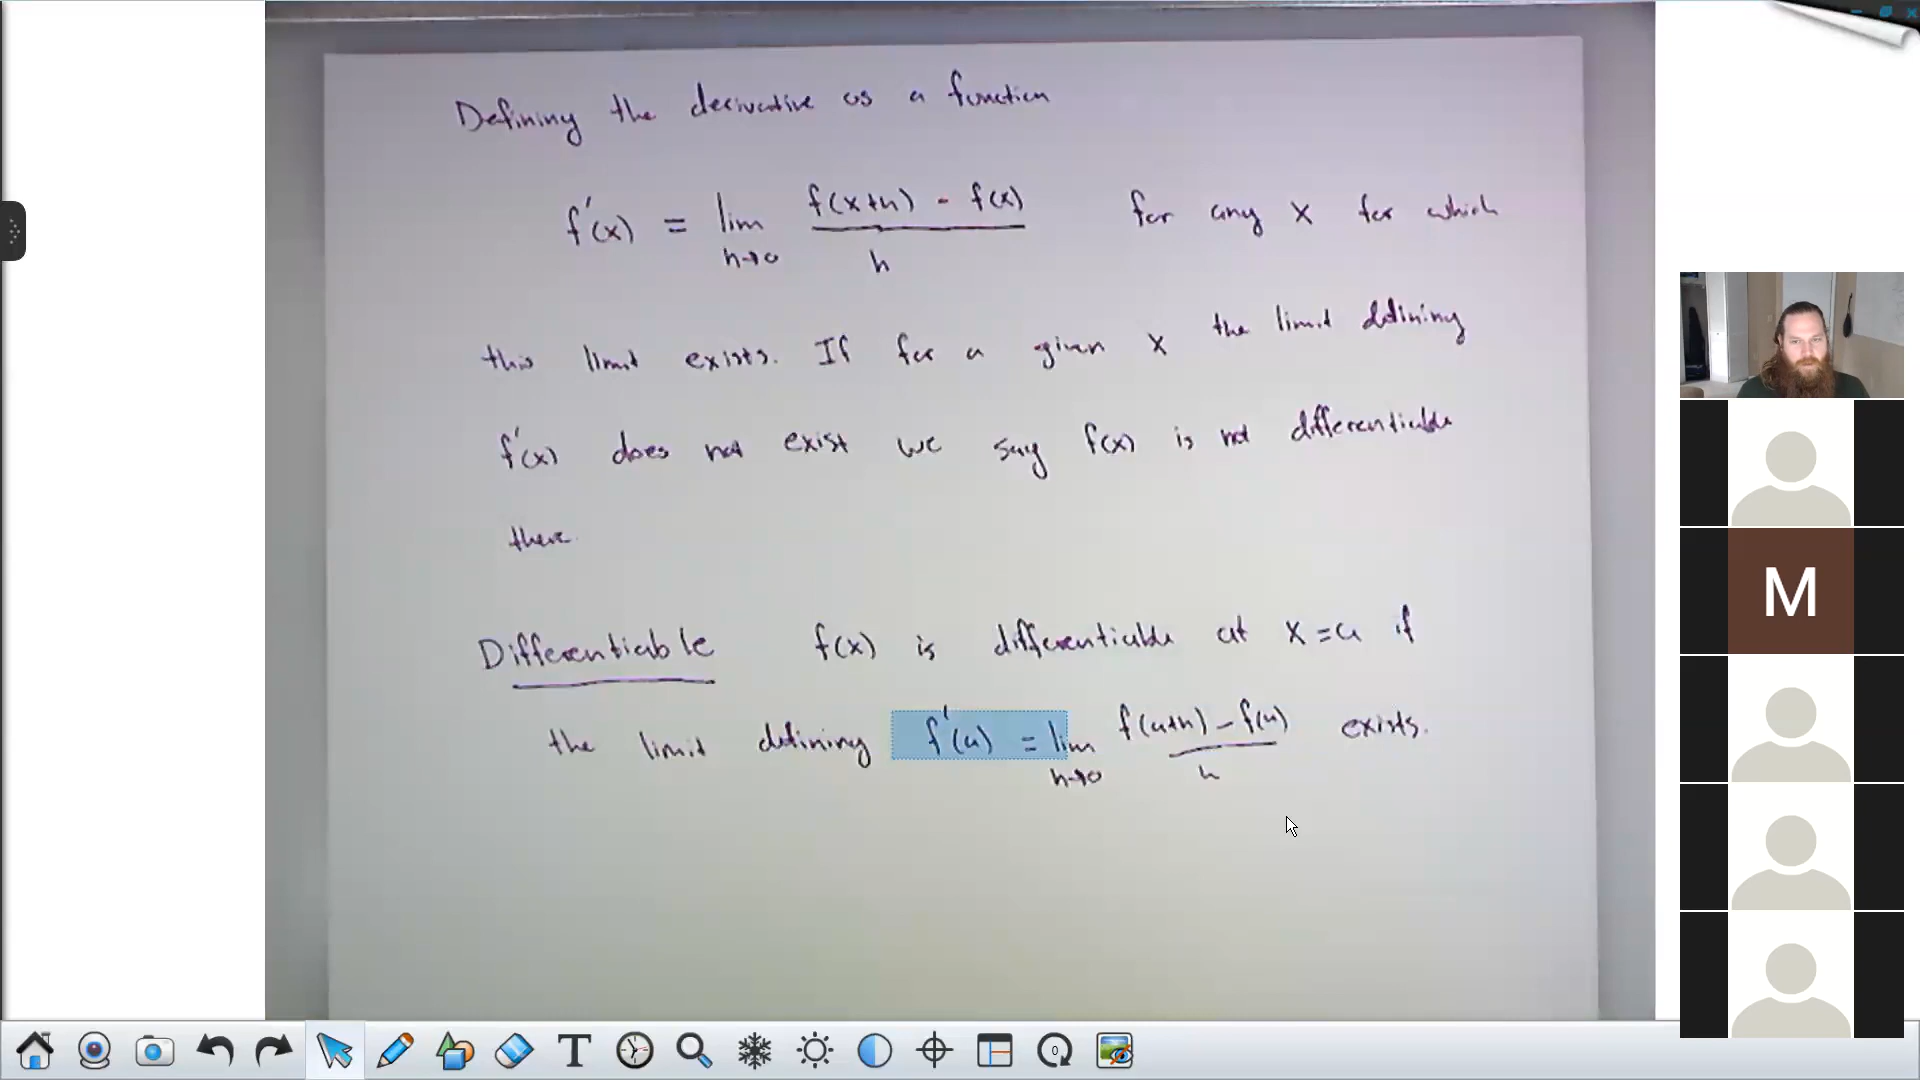 Defining the derivative as a function
f'(x) = lim h→0 f(x+h) - f(x) / h for any x for which
this limit exists. If for a given x the limit defining
f'(x) does not exist we say f(x) is not differentiable
there.
Differentiable f(x) is differentiable at x=a if
the limit defining f'(a) = lim h→0 f(a+h) - f(a) / h exists.
M
T
0